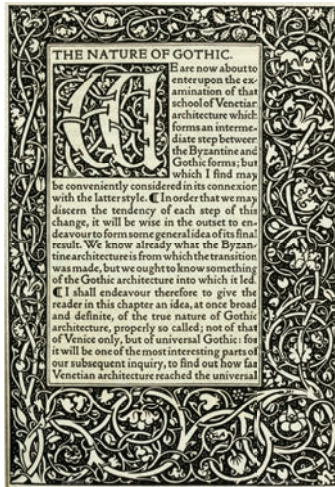 THE NATURE OF GOTHIC.
WE are now about to
enter upon the ex-
amination of that
school of Venetian
architecture which
forms an interme-
diate step between
the Byzantine and
Gothic forms; but
which I find may
be conveniently considered in its connexion
with the latter style. ¶ In order that we may
discern the tendency of each step of this
change, it will be wise in the outset to en-
deavour to form some general idea of its final
result. We know already what the Byzan-
tine architecture is from which the transition
was made, but we ought to know something
of the Gothic architecture into which it led.
¶ I shall endeavour therefore to give the
reader in this chapter an idea, at once broad
and definite, of the true nature of Gothic
architecture, properly so called; not of that
of Venice only, but of universal Gothic: for
it will be one of the most interesting parts of
our subsequent inquiry, to find out how far
Venetian architecture reached the universal